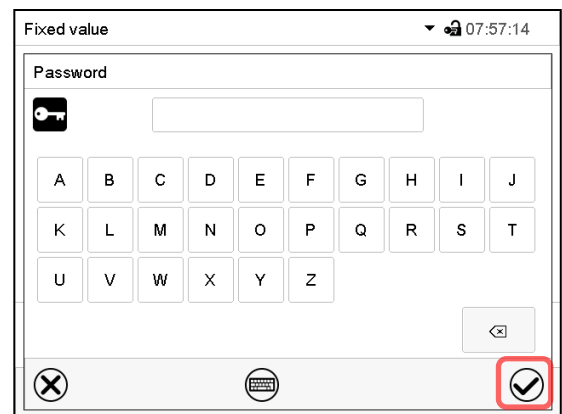 Fixed value 07:57:14
Password
A B C D E F G H I J
K L M N O P Q R S T
U V W X Y Z